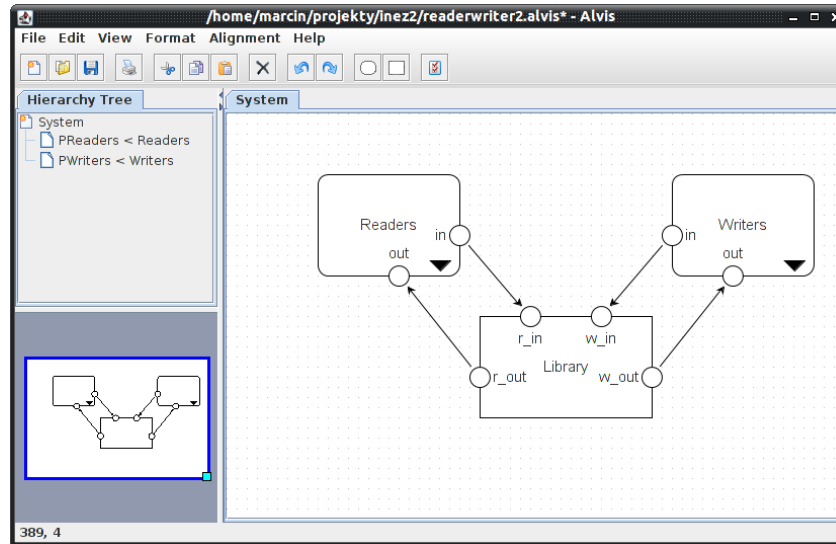 /home/marcin/projekty/inez2/readerwriter2.alvis* - Alvis
File Edit View Format Alignment Help
Hierarchy Tree
System
PReaders < Readers
PWriters < Writers
System
Readers
in
out
Writers
in
out
r_in
w_in
Library
r_out
w_out
389, 4